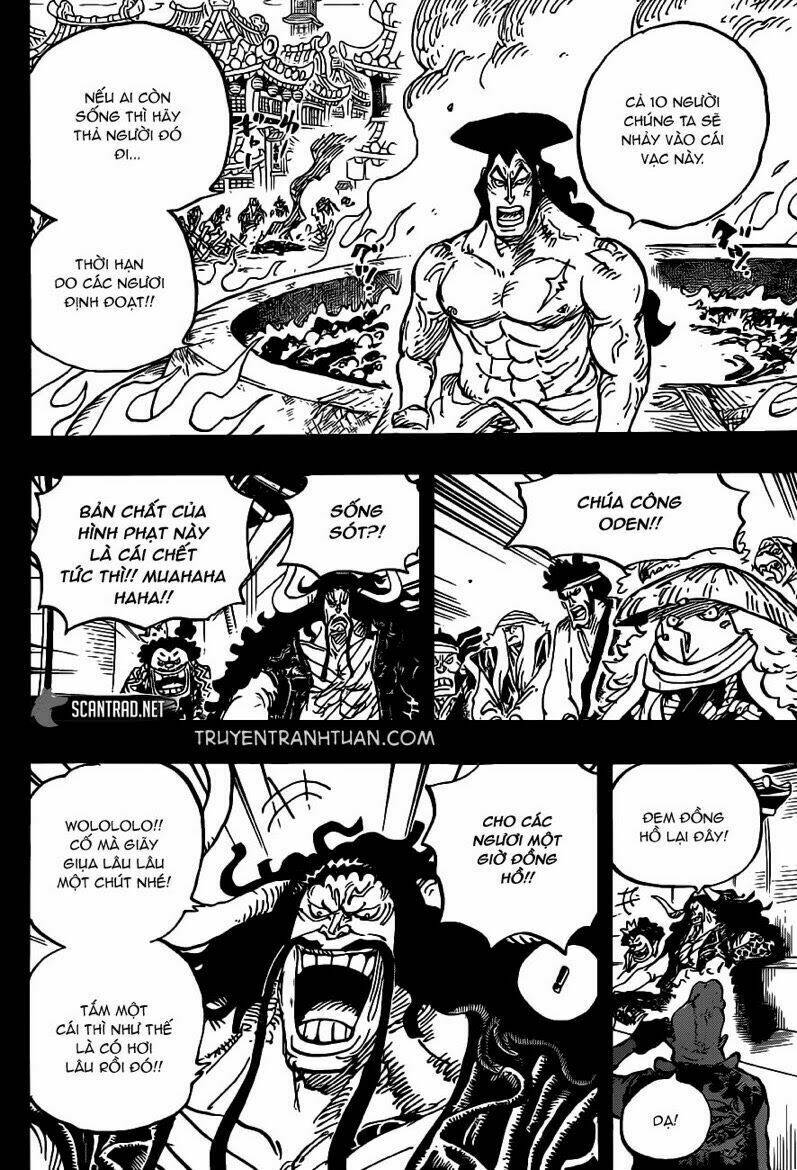 CẢ 10 NGƯỜI
CHÚNG TA SẼ
NHẢY VÀO CÁI
VẠC NÀY.
NẾU AI CÒN
SỐNG THÌ HÃY
THẢ NGƯỜI ĐÓ
ĐI...
THỜI HẠN
DO CÁC NGƯƠI
ĐỊNH ĐOẠT!!
CHÚA CÔNG
ODEN!!
SỐNG
SÓT?!
BẢN CHẤT CỦA
HÌNH PHẠT NÀY
LÀ CÁI CHẾT
TỨC THÌ!! MUAHAHA
HAHA!!
SCANTRAD.NET
TRUYENTRANHTUAN.COM
ĐEM ĐỒNG
HỒ LẠI ĐÂY!
DẠ!
CHO CÁC
NGƯƠI MỘT
GIỜ ĐỒNG
HỒ!!
WOLOLOLO!!
CỐ MÀ GIÃY
GIỤA LÂU LÂU
MỘT CHÚT NHÉ!
TẮM MỘT
CÁI THÌ NHƯ THẾ
LÀ CÓ HƠI
LÂU RỒI ĐÓ!!